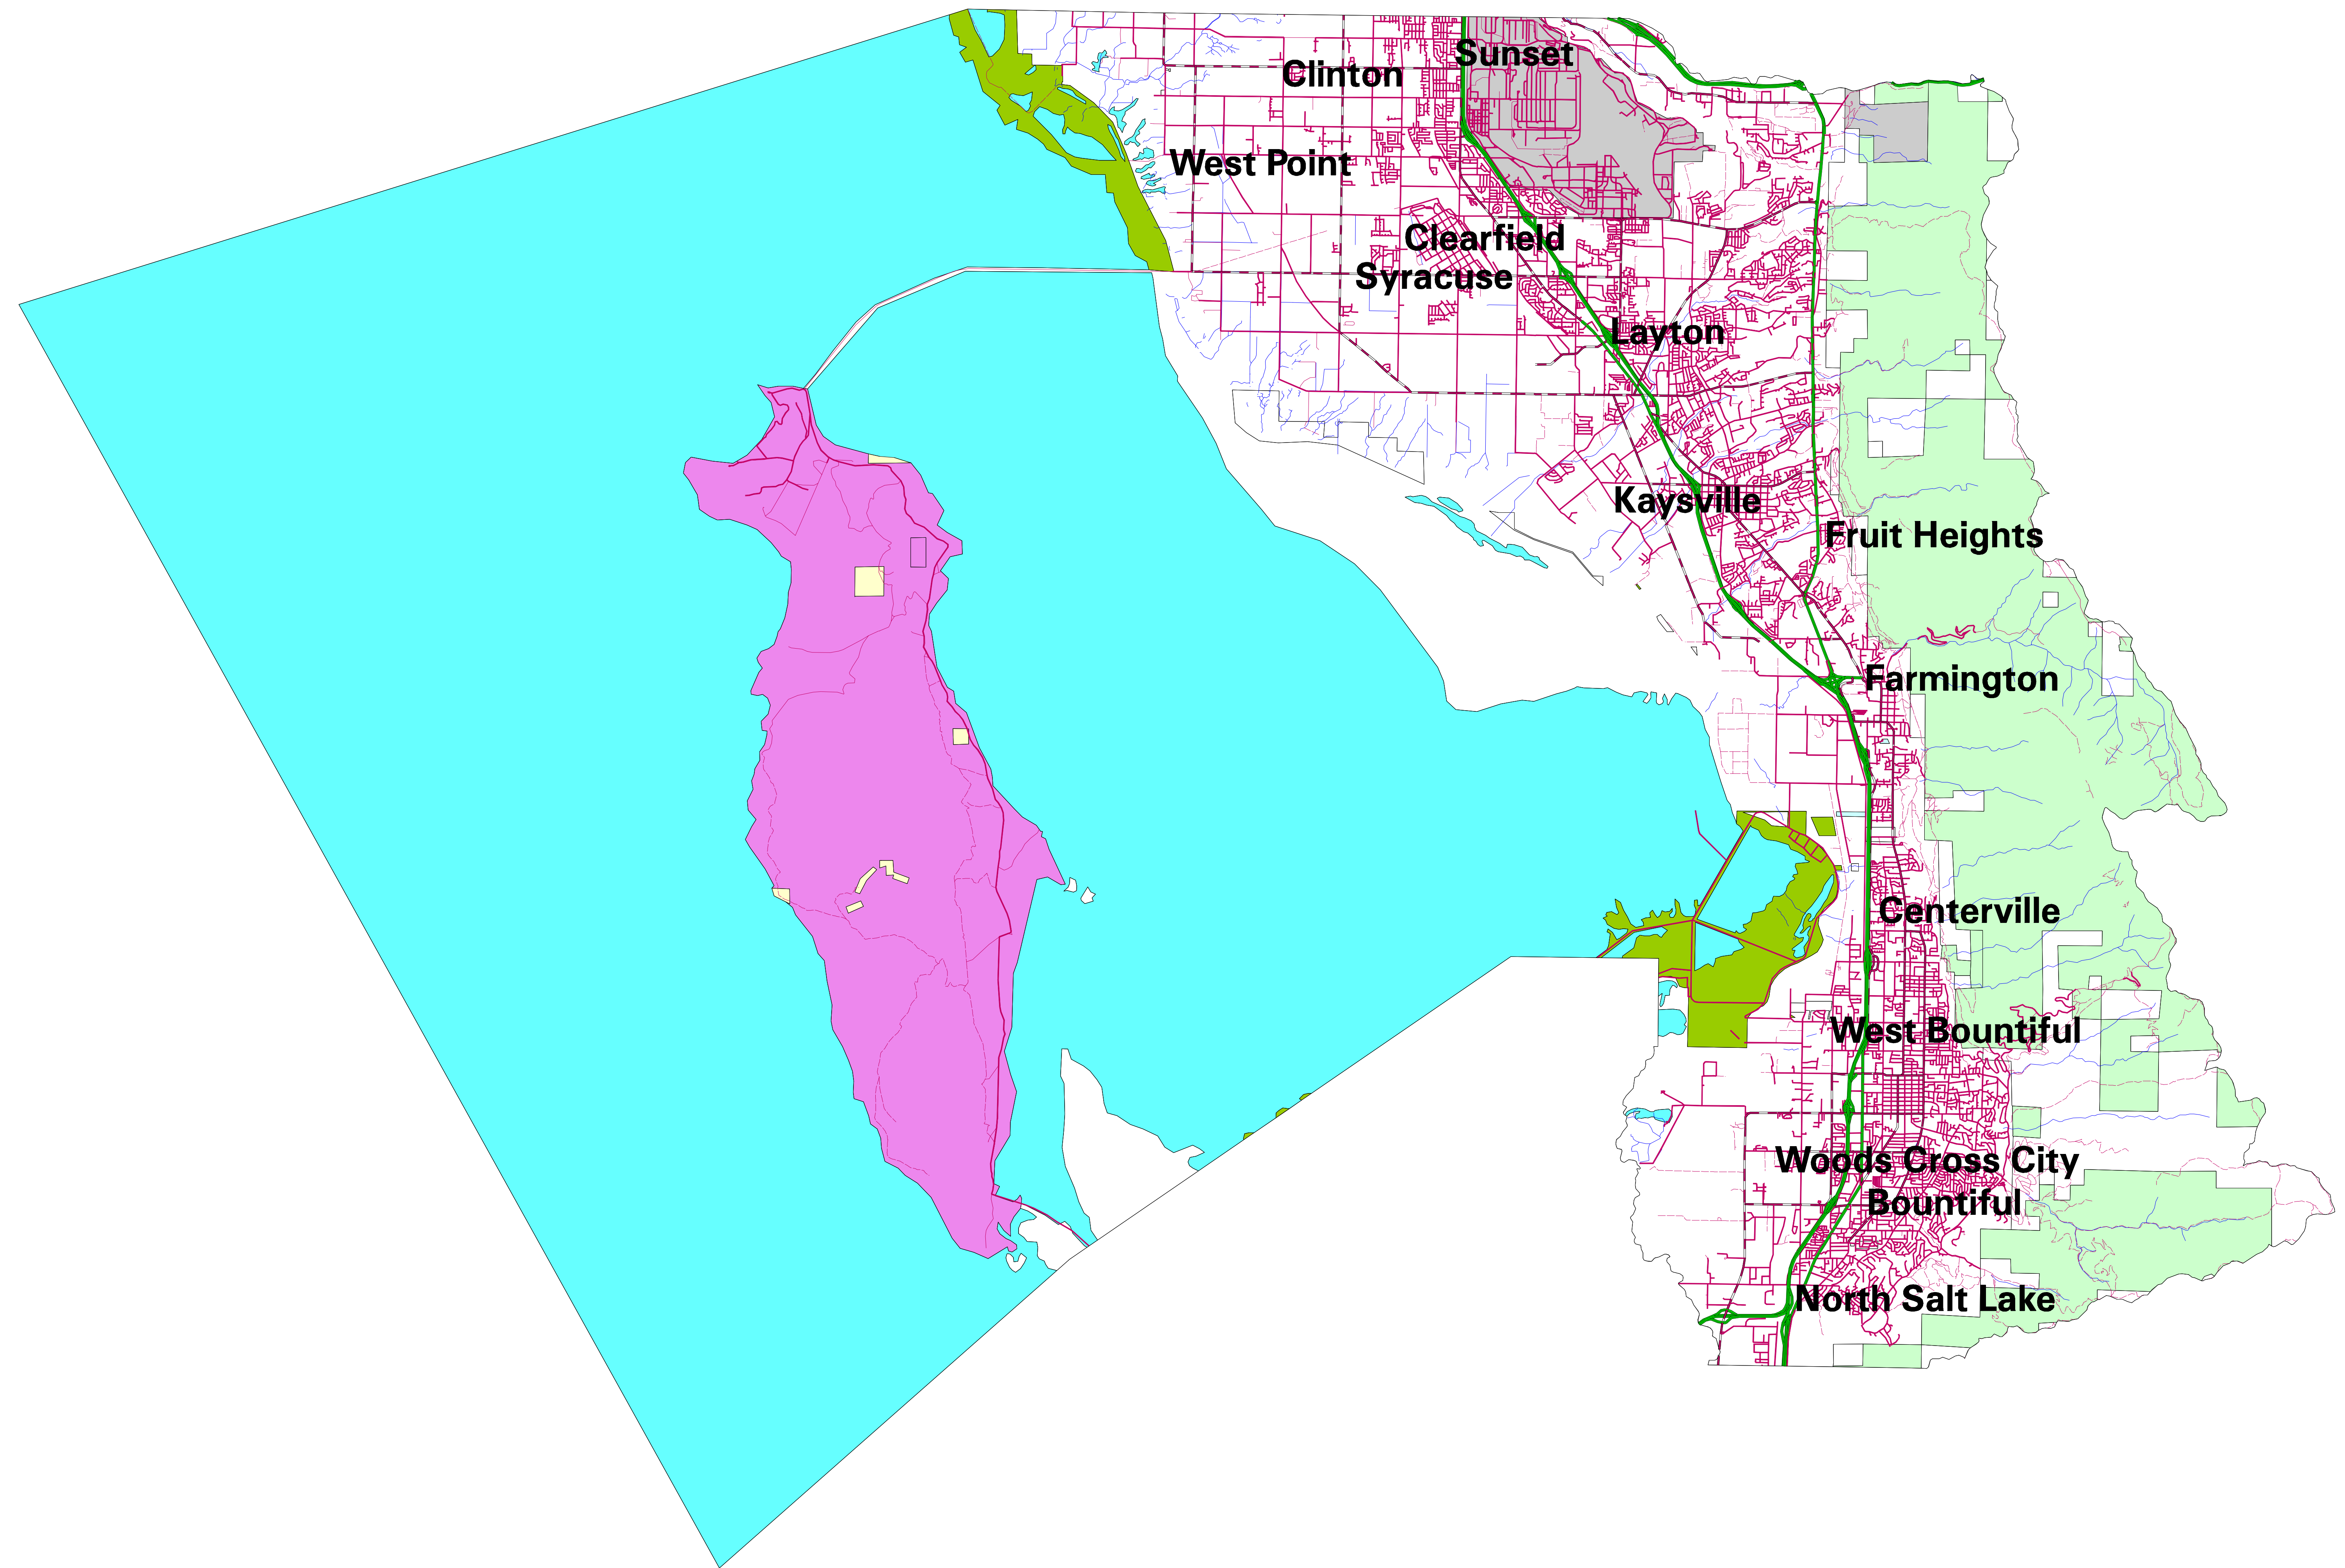 Sunset
Clinton
West Point
Clearfield
Syracuse
Layton
Kaysville
Fruit Heights
Farmington
Centerville
West Bountiful
Woods Cross City
Bountiful
North Salt Lake